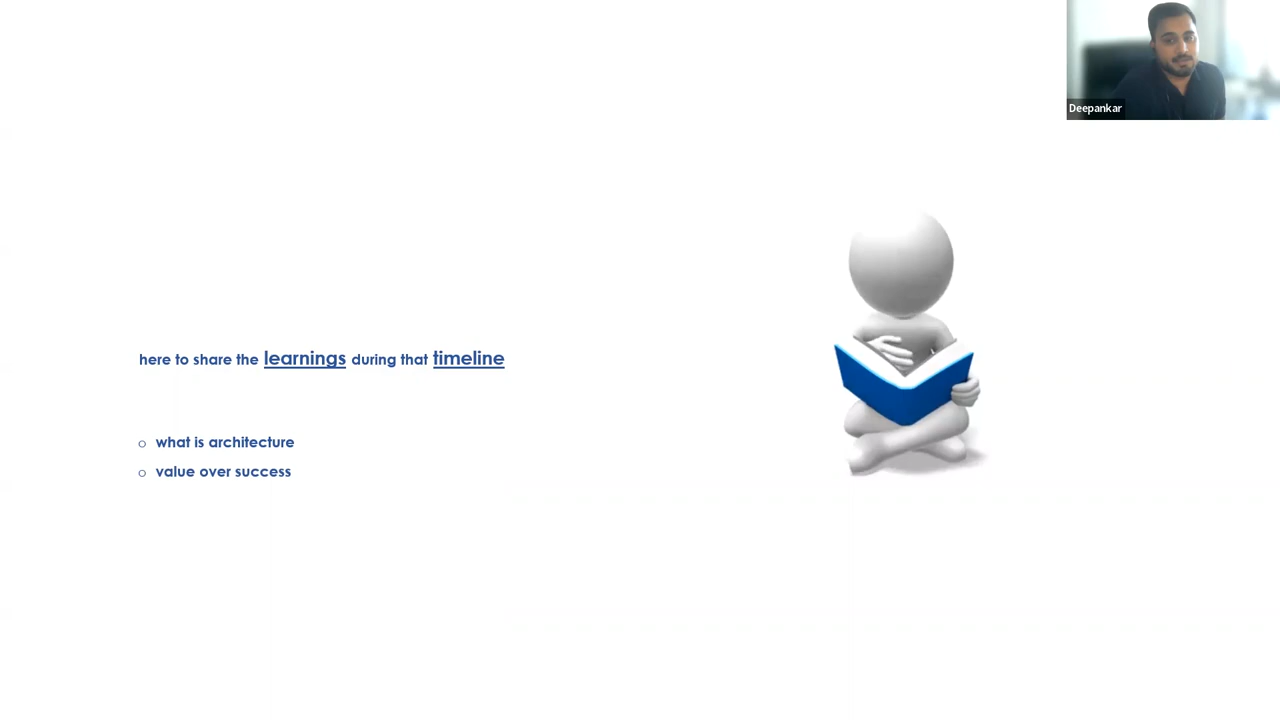 Deepankar
here to share the learnings during that timeline
what is architecture
value over success